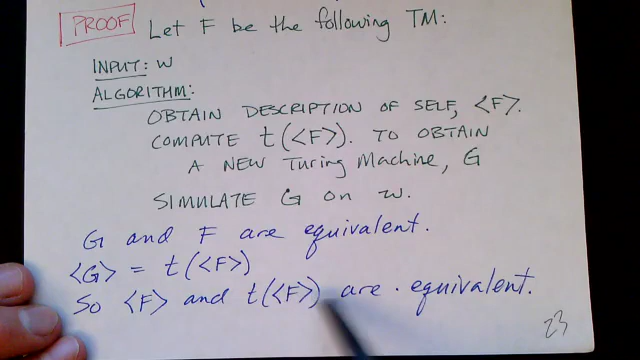 PROOF Let F be the following TM:
INPUT: w
ALGORITHM:
OBTAIN DESCRIPTION OF SELF, <F>.
COMPUTE t(<F>). TO OBTAIN
A NEW Turing Machine, G
SIMULATE G on w.
G and F are equivalent.
<G> = t(<F>)
So <F> and t(<F>) are equivalent.
23